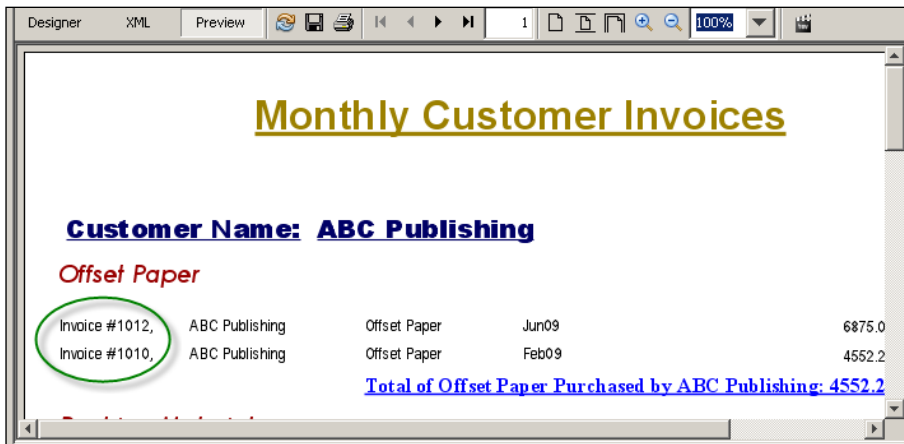 Designer XML Preview 1 100%
Monthly Customer Invoices
Customer Name: ABC Publishing
Offset Paper
Invoice #1012, ABC Publishing Offset Paper Jun09 6875.0
Invoice #1010, ABC Publishing Offset Paper Feb09 4552.2
Total of Offset Paper Purchased by ABC Publishing: 4552.2